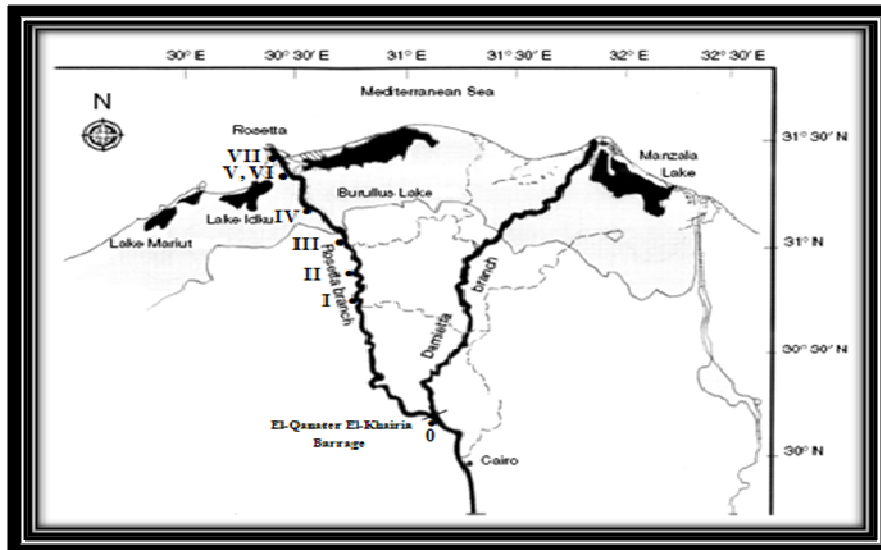 30° E
30° 30′ E
31° E
31° 30′ E
32° E
32° 30′ E
Mediterranean Sea
N
Rosetta
31° 30′ N
VII
Manzala
Lake
V, VI
Burullus Lake
Lake Idku
IV
Lake Mariut
III
31° N
Rosetta branch
II
branch
I
Damietta
30° 30′ N
El-Qanater El-Khairia
Barrage
0
30° N
Cairo